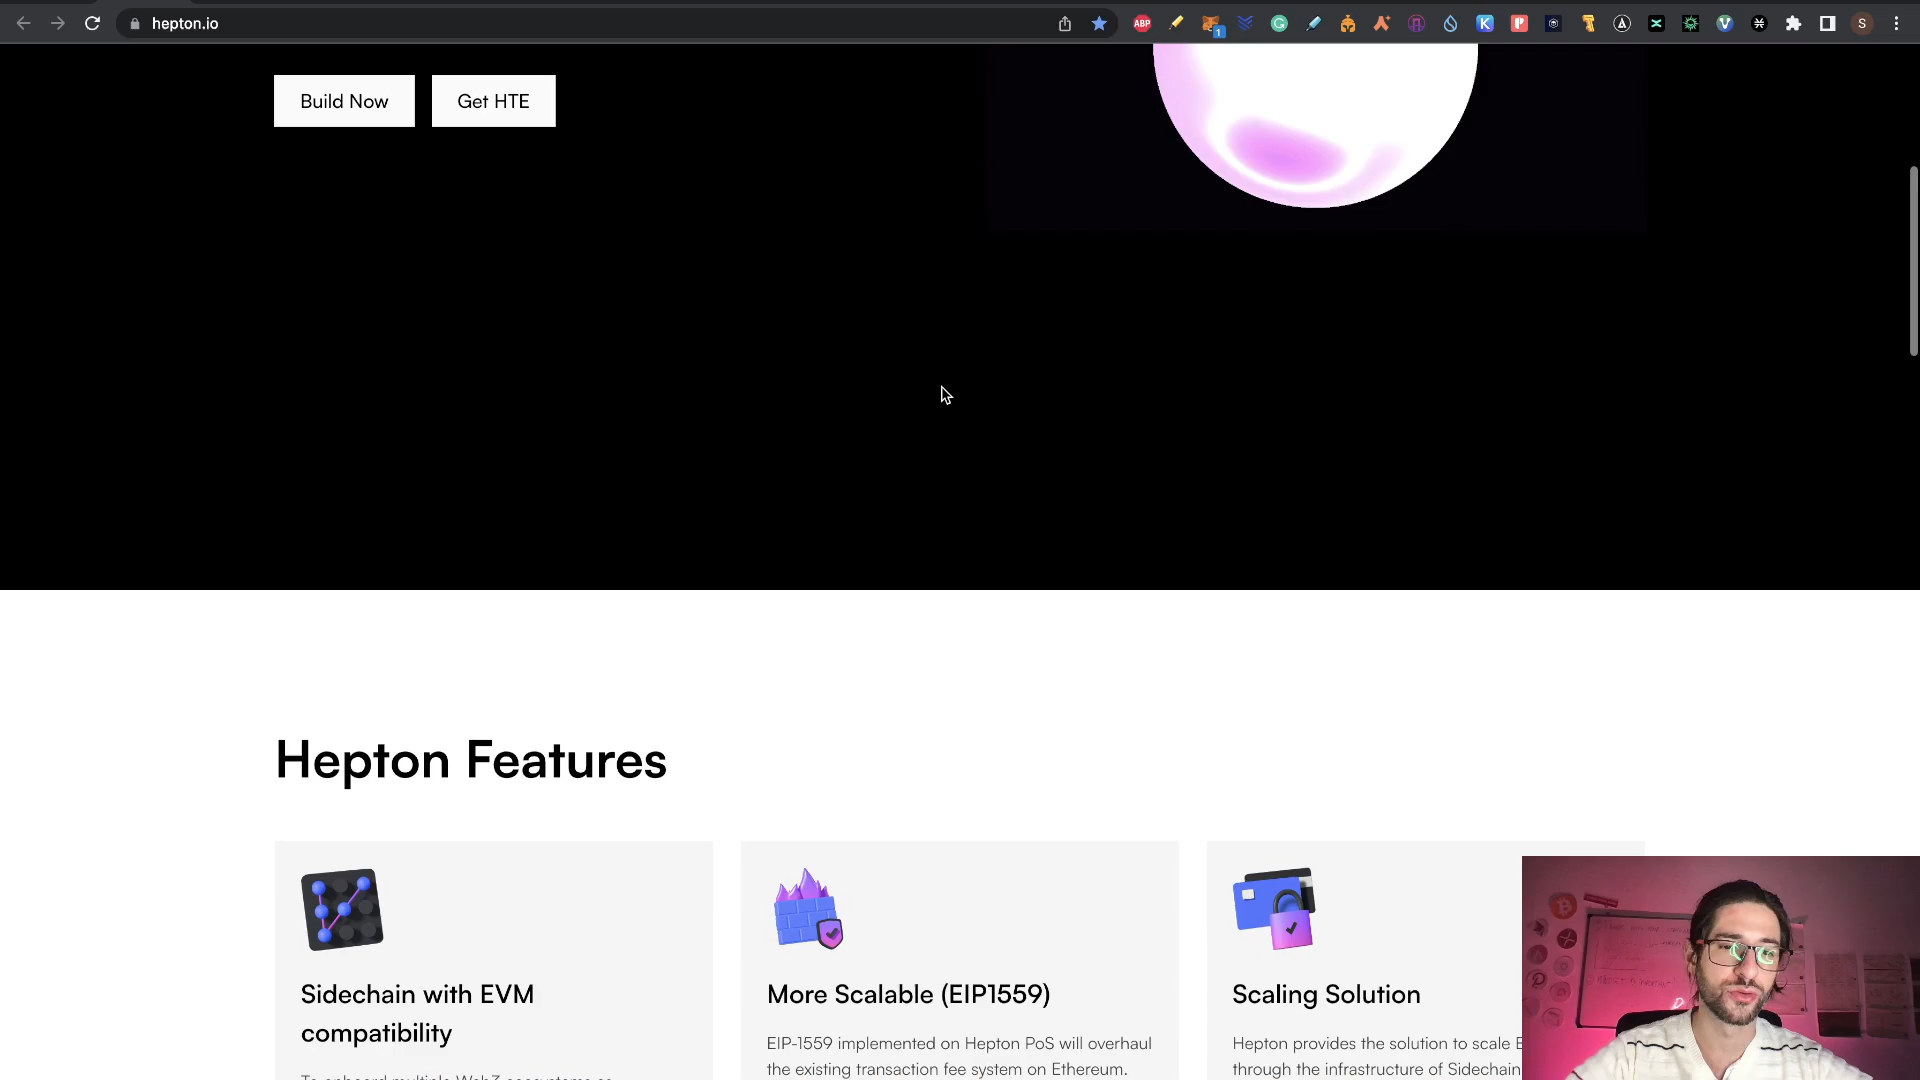 hepton.io
ABP
1
S
Build Now
Get HTE
Hepton Features
Sidechain with EVM
compatibility
More Scalable (EIP1559)
EIP-1559 implemented on Hepton PoS will overhaul
the existing transaction fee system on Ethereum.
Scaling Solution
Hepton provides the solution to scale E
through the infrastructure of Sidechain